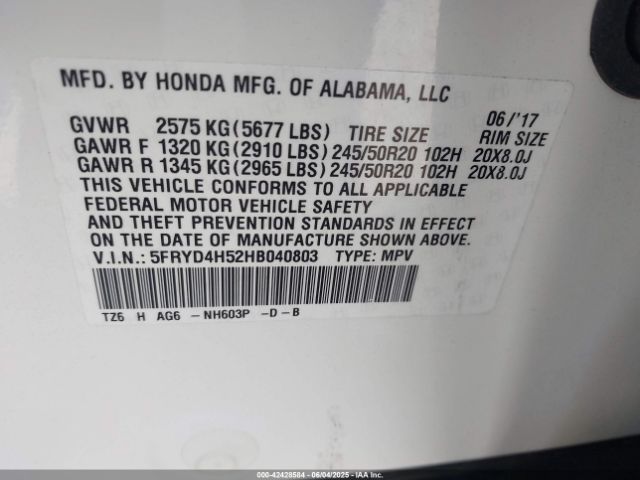 MFD. BY HONDA MFG. OF ALABAMA, LLC
06/'17
GVWR 2575 KG(5677 LBS) TIRE SIZE RIM SIZE
GAWR F 1320 KG(2910 LBS) 245/50R20 102H 20X8.0J
GAWR R 1345 KG(2965 LBS) 245/50R20 102H 20X8.0J
THIS VEHICLE CONFORMS TO ALL APPLICABLE
FEDERAL MOTOR VEHICLE SAFETY
AND THEFT PREVENTION STANDARDS IN EFFECT
ON THE DATE OF MANUFACTURE SHOWN ABOVE.
V.I.N.: 5FRYD4H52HB040803 TYPE: MPV
TZ6 H AG6 -NH603P -D-B
000-42428584 - 06/04/2025 - IAA Inc.